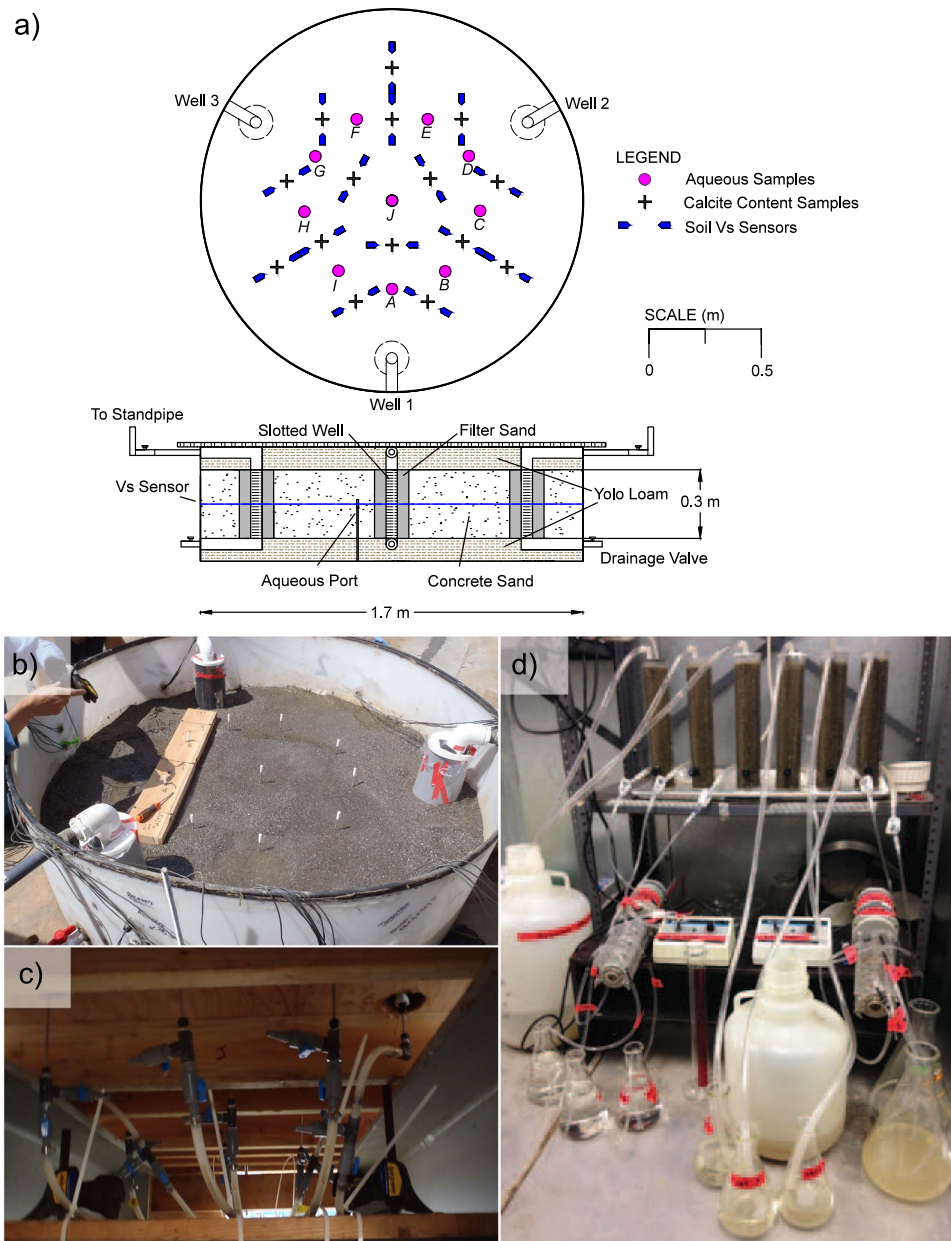 a)
Well 3
Well 2
F
E
G
D
H
J
C
I
A
B
Well 1
LEGEND
Aqueous Samples
Calcite Content Samples
Soil Vs Sensors
SCALE (m)
0
0.5
To Standpipe
Slotted Well
Filter Sand
Vs Sensor
Yolo Loam
0.3 m
Aqueous Port
Concrete Sand
Drainage Valve
1.7 m
b)
d)
c)
J